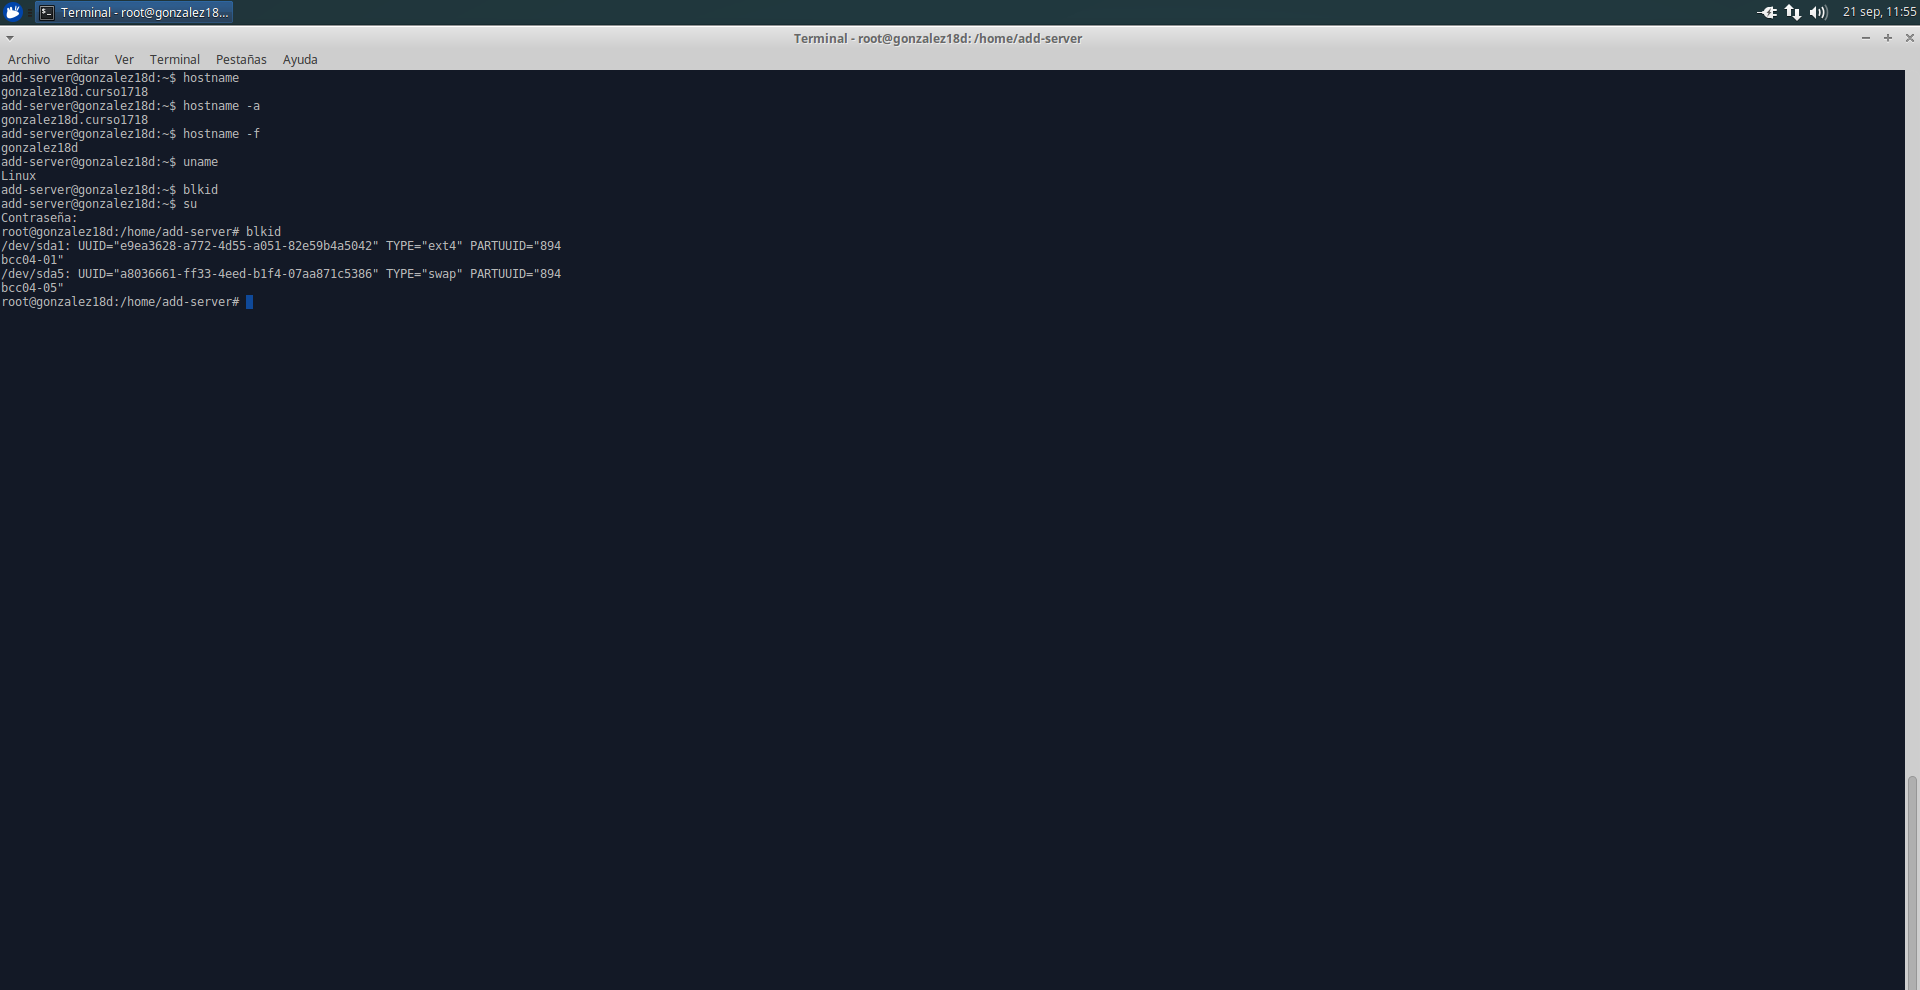 Terminal - root@gonzalez18...
21 sep, 11:55
Terminal - root@gonzalez18d: /home/add-server
Archivo Editar Ver Terminal Pestañas Ayuda
add-server@gonzalez18d:~$ hostname
gonzalez18d.curso1718
add-server@gonzalez18d:~$ hostname -a
gonzalez18d.curso1718
add-server@gonzalez18d:~$ hostname -f
gonzalez18d
add-server@gonzalez18d:~$ uname
Linux
add-server@gonzalez18d:~$ blkid
add-server@gonzalez18d:~$ su
Contraseña:
root@gonzalez18d:/home/add-server# blkid
/dev/sda1: UUID="e9ea3628-a772-4d55-a051-82e59b4a5042" TYPE="ext4" PARTUUID="894
bcc04-01"
/dev/sda5: UUID="a8036661-ff33-4eed-b1f4-07aa871c5386" TYPE="swap" PARTUUID="894
bcc04-05"
root@gonzalez18d:/home/add-server#